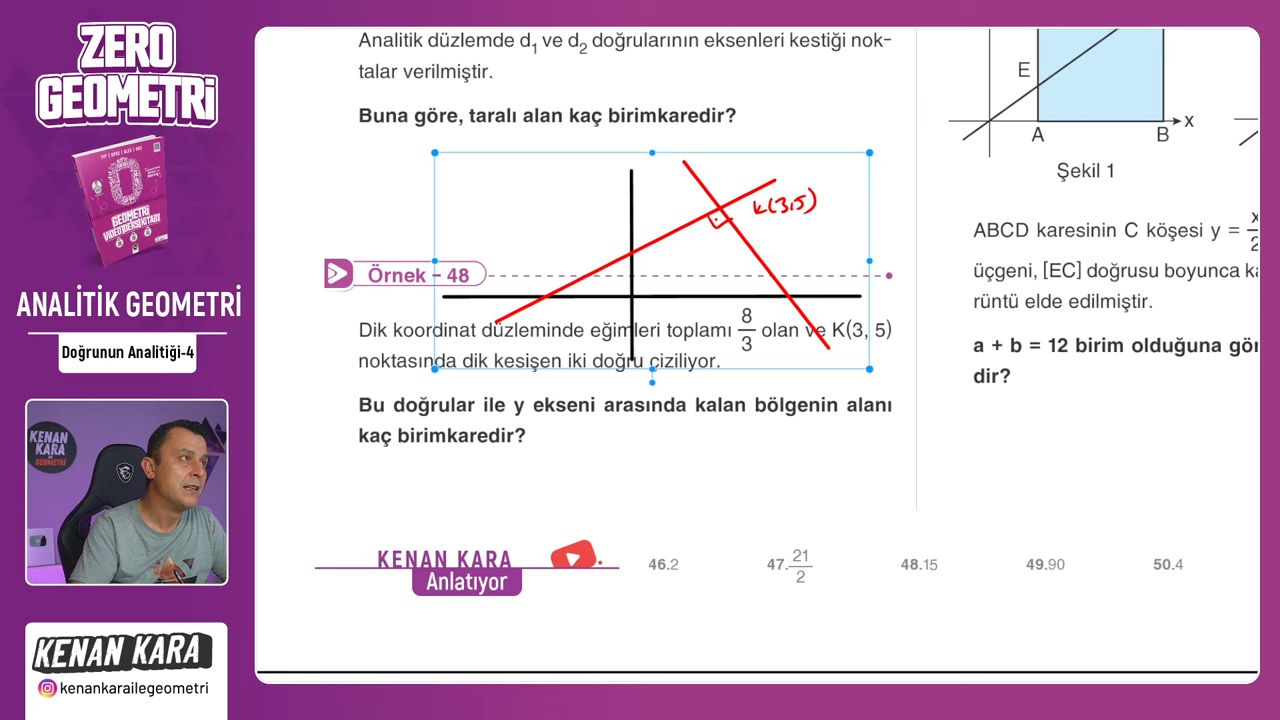 ZERO
GEOMETRİ
GEOMETRİ
VİDEO DERS KİTABI
ANALİTİK GEOMETRİ
Doğrunun Analitiği-4
KENAN
KARA
GEOMETRİ
KENAN KARA
kenankarailegeometri
Analitik düzlemde d1 ve d2 doğrularının eksenleri kestiği nok-
talar verilmiştir.
Buna göre, taralı alan kaç birimkaredir?
K(3,5)
Örnek - 48
Dik koordinat düzleminde eğimleri toplamı 8/3 olan ve K(3, 5)
noktasında dik kesişen iki doğru çiziliyor.
Bu doğrular ile y ekseni arasında kalan bölgenin alanı
kaç birimkaredir?
E
A
B
x
Şekil 1
ABCD karesinin C köşesi y = x/2
üçgeni, [EC] doğrusu boyunca ka
rüntü elde edilmiştir.
a + b = 12 birim olduğuna gör
dir?
KENAN KARA
Anlatıyor
46.2
47. 21/2
48.15
49.90
50.4